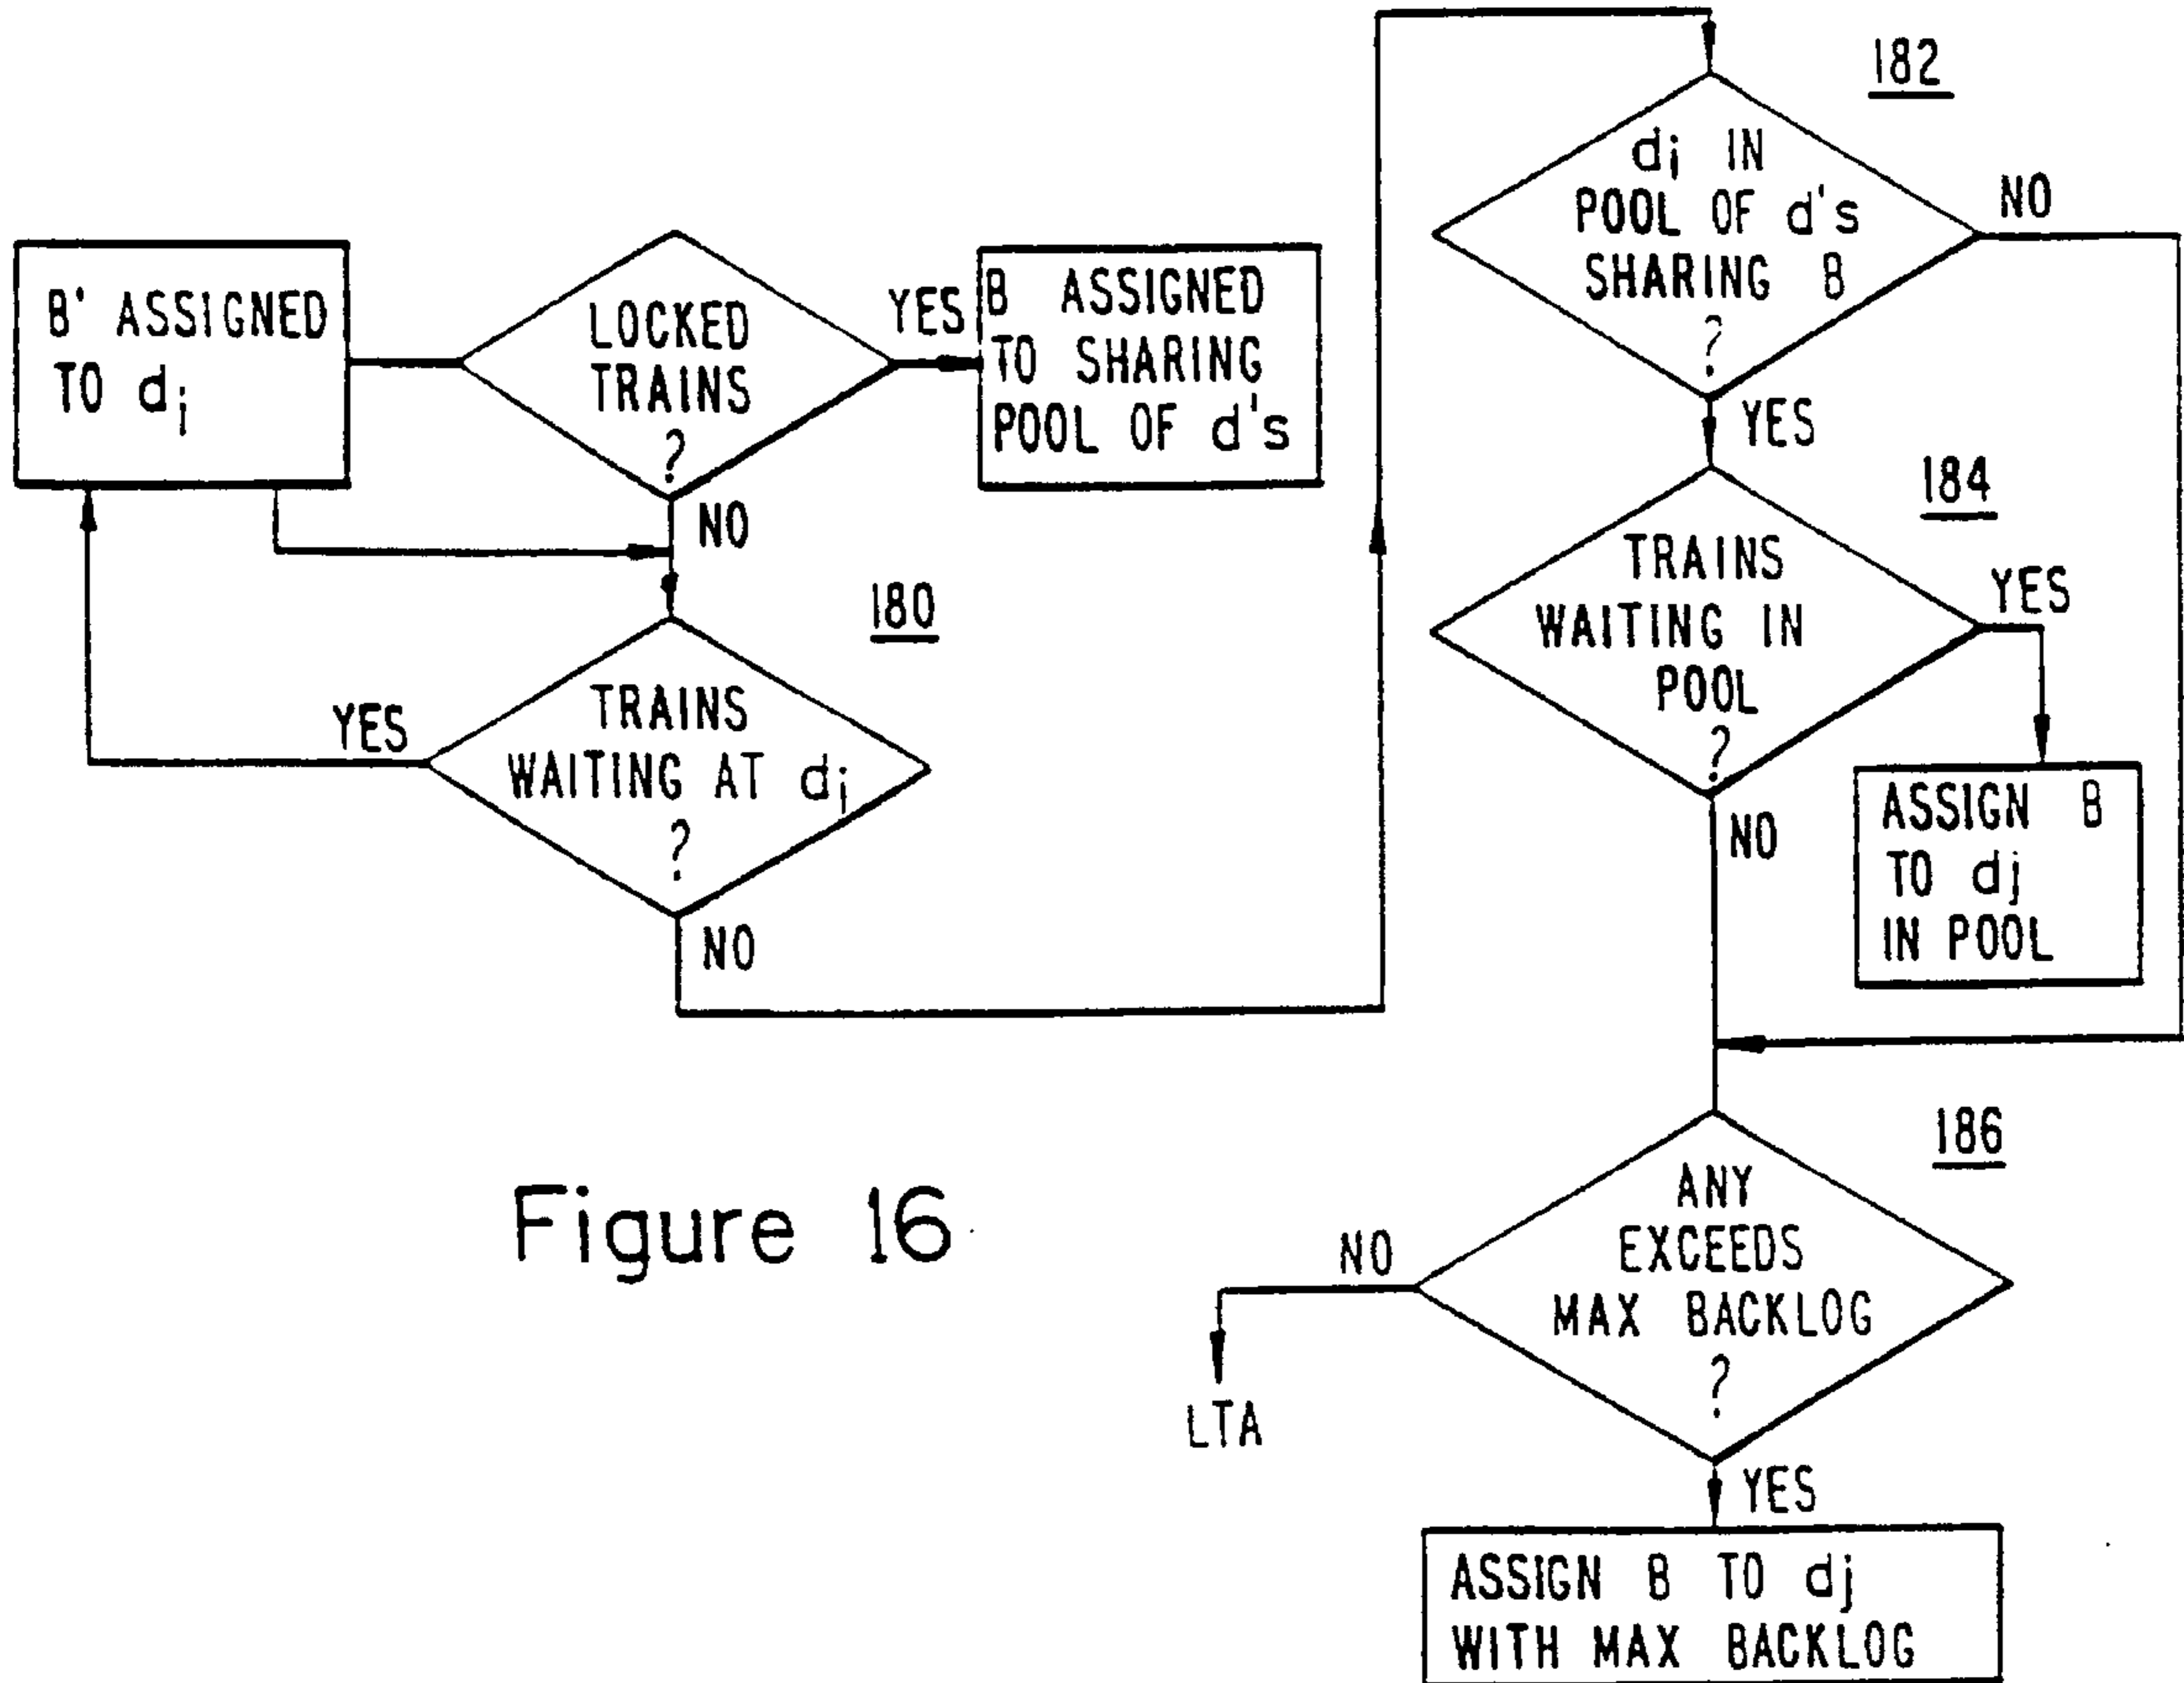 B' ASSIGNED
TO di
LOCKED
TRAINS
?
YES
B ASSIGNED
TO SHARING
POOL OF d's
NO
180
TRAINS
WAITING AT di
?
YES
NO
182
di IN
POOL OF d's
SHARING B
?
NO
YES
184
TRAINS
WAITING IN
POOL
?
YES
NO
ASSIGN B
TO dj
IN POOL
186
ANY
EXCEEDS
MAX BACKLOG
?
NO
LTA
YES
ASSIGN B TO dj
WITH MAX BACKLOG
Figure 16